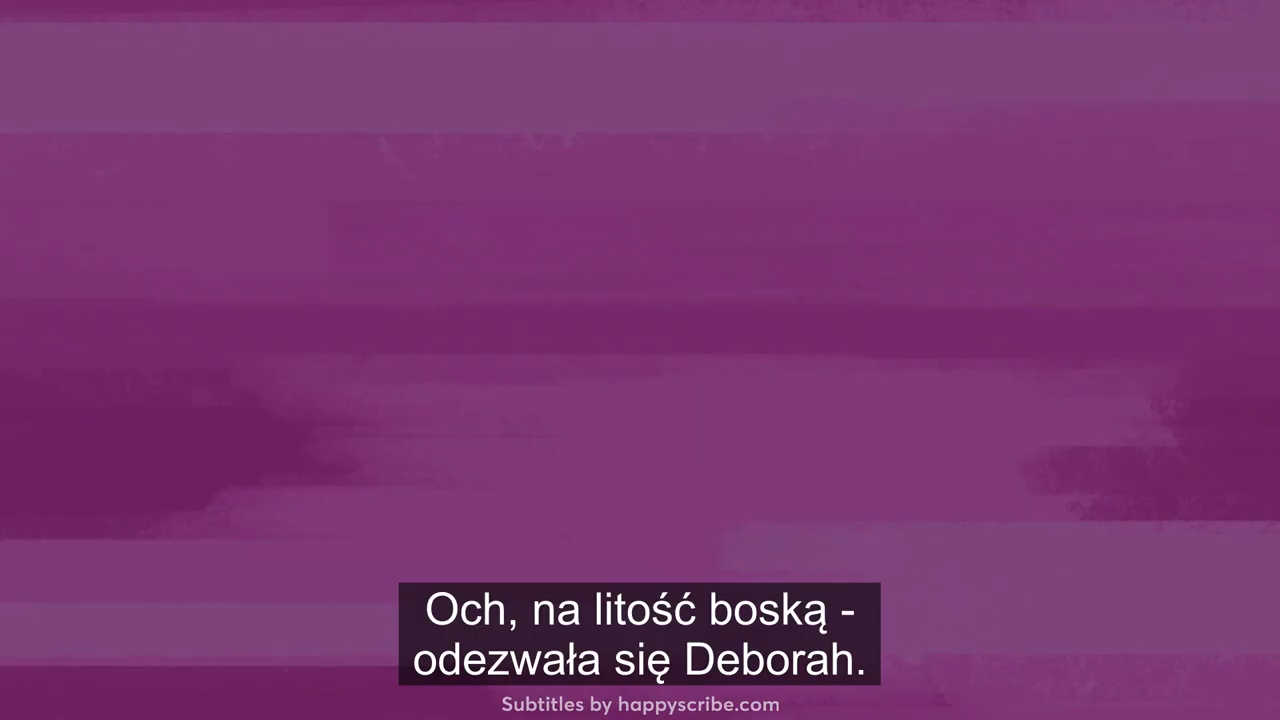 Och, na litość boską -
odezwała się Deborah.
Subtitles by happyscribe.com